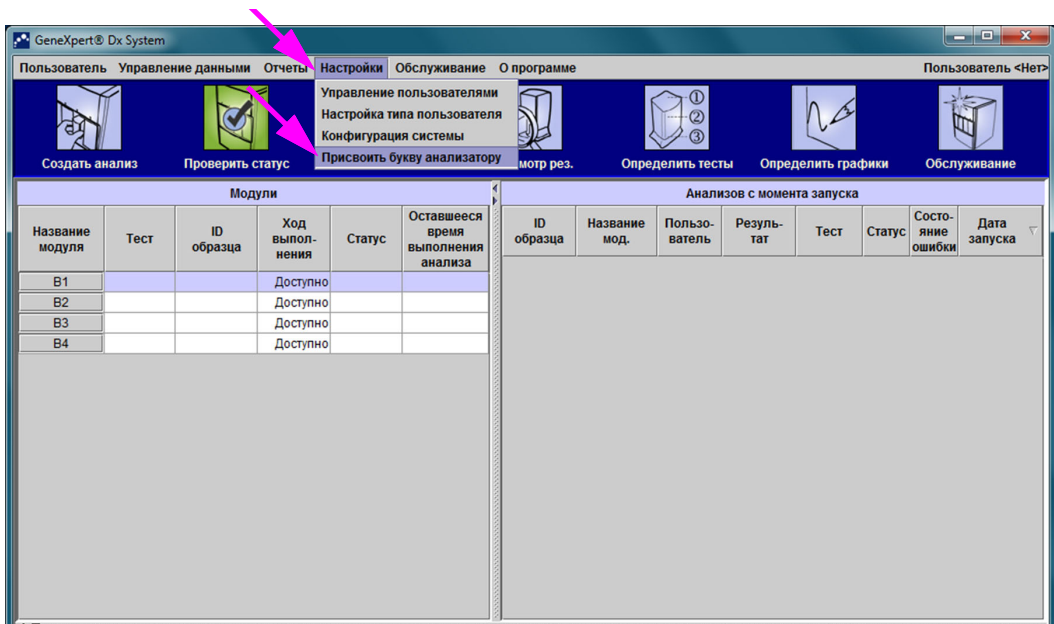 GeneXpert® Dx System
Пользователь Управление данными Отчеты Настройки Обслуживание О программе Пользователь <Нет>
Управление пользователями
Настройка типа пользователя
Конфигурация системы
Присвоить букву анализатору
Создать анализ Проверить статус мотр рез. Определить тесты Определить графики Обслуживание
① ② ③
Модули
Название модуля Тест ID образца Ход выпол-нения Статус Оставшееся время выполнения анализа
B1 Доступно
B2 Доступно
B3 Доступно
B4 Доступно
Анализов с момента запуска
ID образца Название мод. Пользо-ватель Резуль-тат Тест Статус Состо-яние ошибки Дата запуска